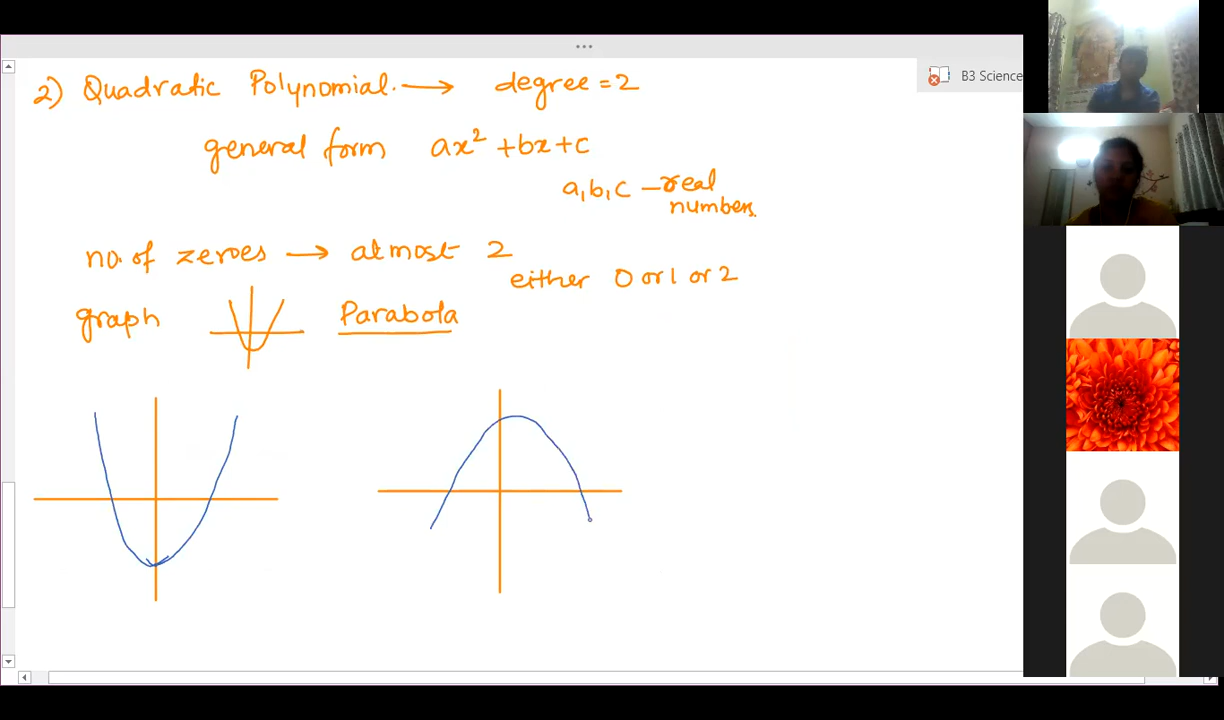 2) Quadratic Polynomial. → degree = 2
B3 Science
general form ax² + bx + c
a, b, c – real
numbers.
no. of zeroes → atmost 2
either 0 or 1 or 2
graph Parabola